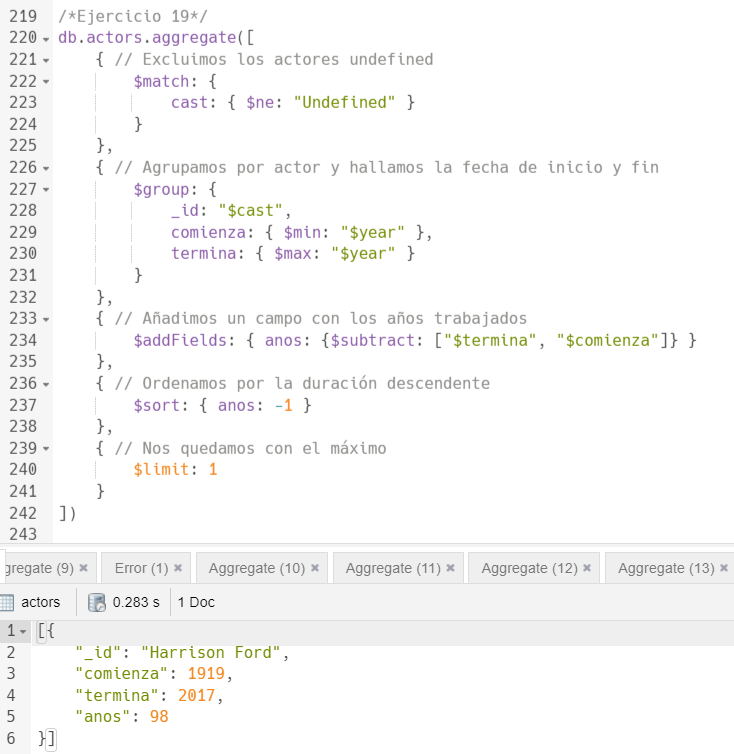 219 /*Ejercicio 19*/
220 db.actors.aggregate([
221 { // Excluimos los actores undefined
222 $match: {
223 cast: { $ne: "Undefined" }
224 }
225 },
226 { // Agrupamos por actor y hallamos la fecha de inicio y fin
227 $group: {
228 _id: "$cast",
229 comienza: { $min: "$year" },
230 termina: { $max: "$year" }
231 }
232 },
233 { // Añadimos un campo con los años trabajados
234 $addFields: { anos: {$subtract: ["$termina", "$comienza"]} }
235 },
236 { // Ordenamos por la duración descendente
237 $sort: { anos: -1 }
238 },
239 { // Nos quedamos con el máximo
240 $limit: 1
241 }
242 ])
243
gregate (9) × Error (1) × Aggregate (10) × Aggregate (11) × Aggregate (12) × Aggregate (13) ×
actors 0.283 s 1 Doc
1 [{
2 "_id": "Harrison Ford",
3 "comienza": 1919,
4 "termina": 2017,
5 "anos": 98
6 }]